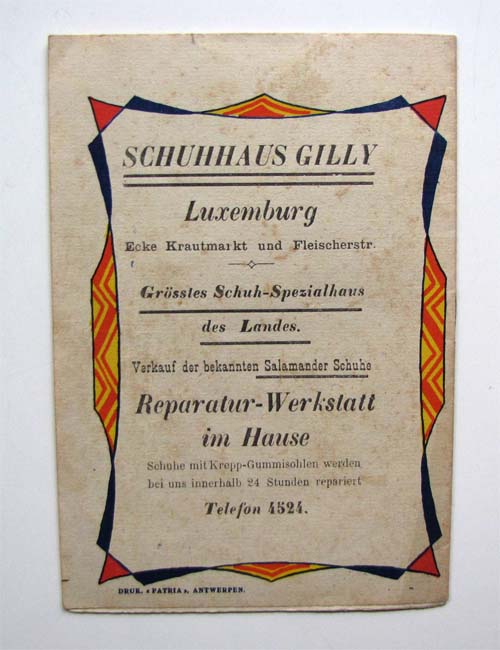 SCHUHHAUS GILLY
Luxemburg
Ecke Krautmarkt und Fleischerstr.
Grösstes Schuh-Spezialhaus
des Landes.
Verkauf der bekannten Salamander Schuhe
Reparatur-Werkstatt
im Hause
Schuhe mit Krepp-Gummisohlen werden
bei uns innerhalb 24 Stunden repariert
Telefon 4524.
DRUK. « PATRIA », ANTWERPEN.